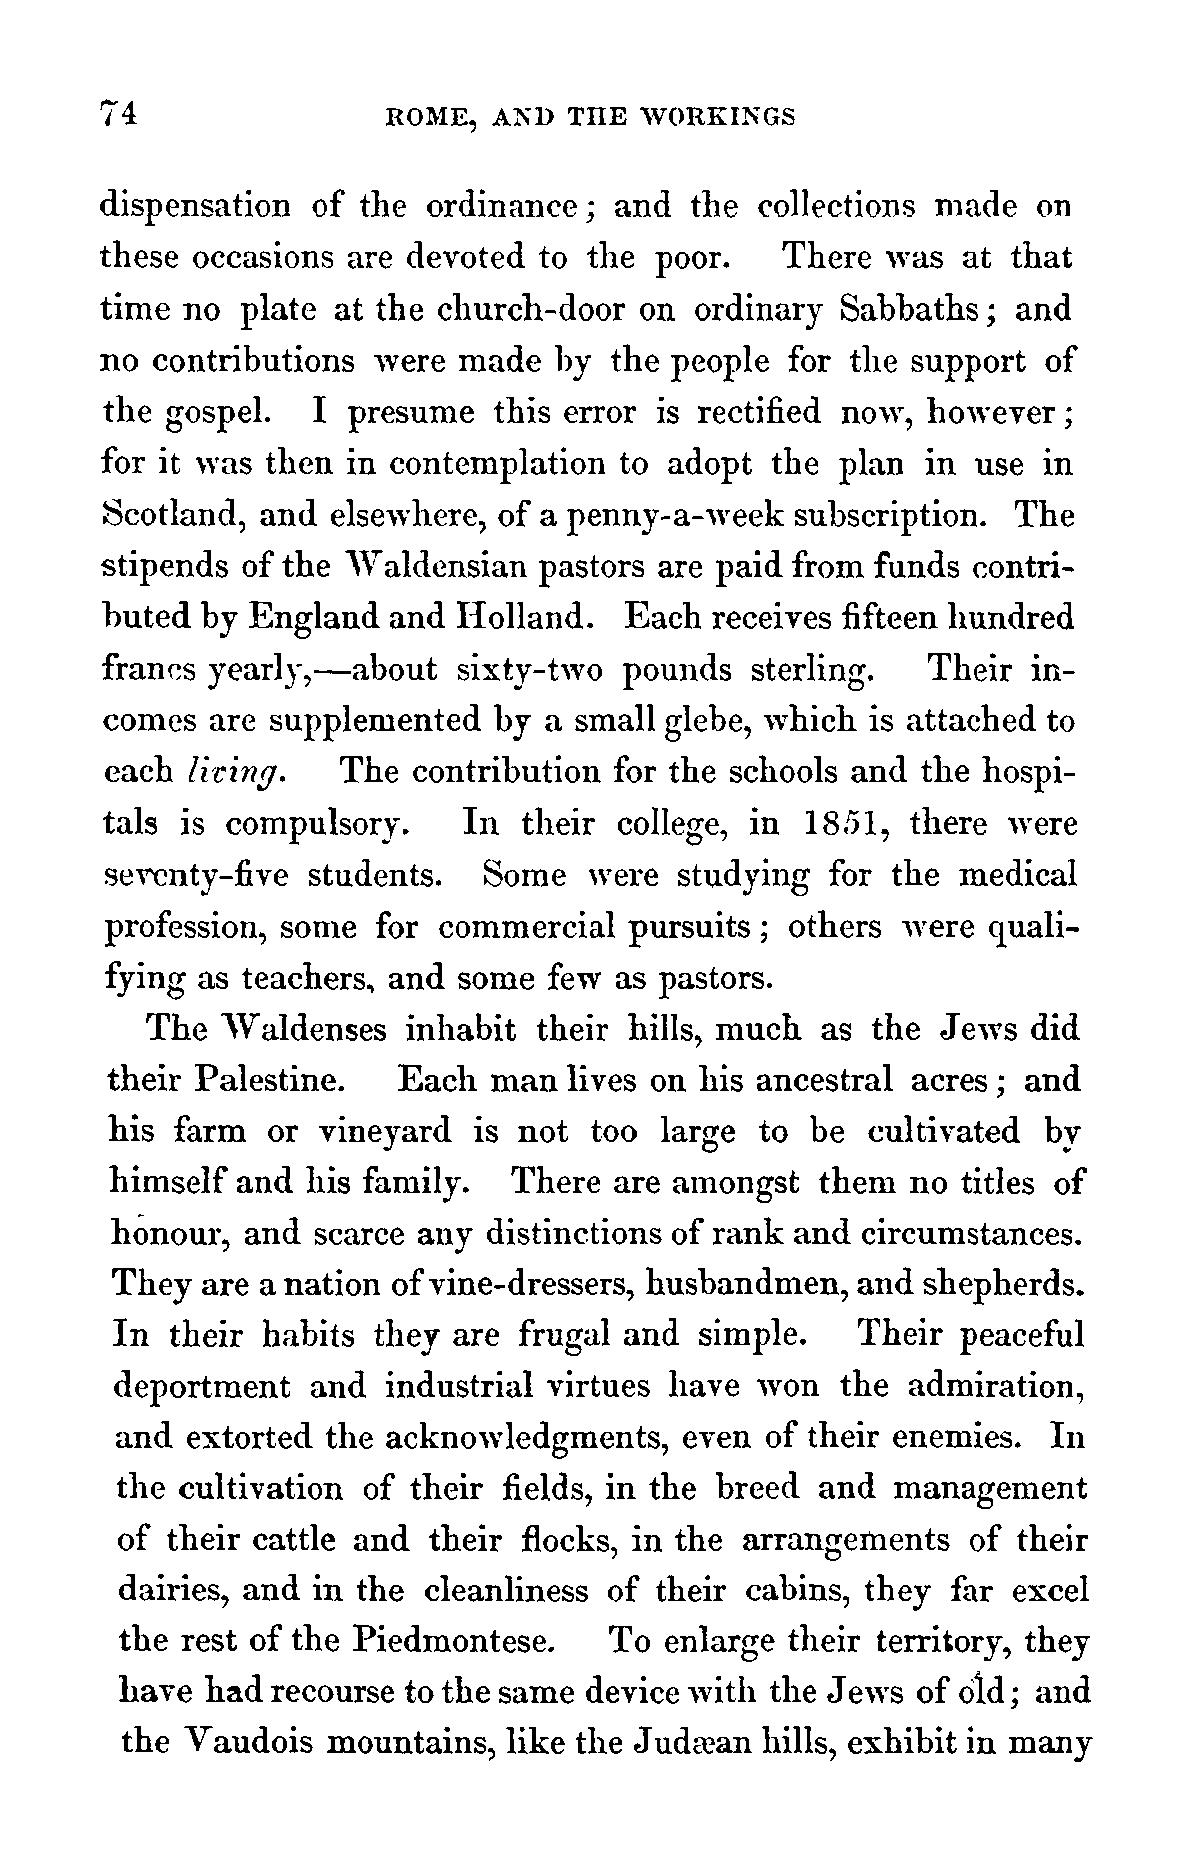 74 ROME, AND THE WORKINGS
dispensation of the ordinance; and the collections made on
these occasions are devoted to the poor. There was at that
time no plate at the church-door on ordinary Sabbaths; and
no contributions were made by the people for the support of
the gospel. I presume this error is rectified now, however;
for it was then in contemplation to adopt the plan in use in
Scotland, and elsewhere, of a penny-a-week subscription. The
stipends of the Waldensian pastors are paid from funds contri-
buted by England and Holland. Each receives fifteen hundred
francs yearly,—about sixty-two pounds sterling. Their in-
comes are supplemented by a small glebe, which is attached to
each living. The contribution for the schools and the hospi-
tals is compulsory. In their college, in 1851, there were
seventy-five students. Some were studying for the medical
profession, some for commercial pursuits; others were quali-
fying as teachers, and some few as pastors.
The Waldenses inhabit their hills, much as the Jews did
their Palestine. Each man lives on his ancestral acres; and
his farm or vineyard is not too large to be cultivated by
himself and his family. There are amongst them no titles of
honour, and scarce any distinctions of rank and circumstances.
They are a nation of vine-dressers, husbandmen, and shepherds.
In their habits they are frugal and simple. Their peaceful
deportment and industrial virtues have won the admiration,
and extorted the acknowledgments, even of their enemies. In
the cultivation of their fields, in the breed and management
of their cattle and their flocks, in the arrangements of their
dairies, and in the cleanliness of their cabins, they far excel
the rest of the Piedmontese. To enlarge their territory, they
have had recourse to the same device with the Jews of old; and
the Vaudois mountains, like the Judæan hills, exhibit in many